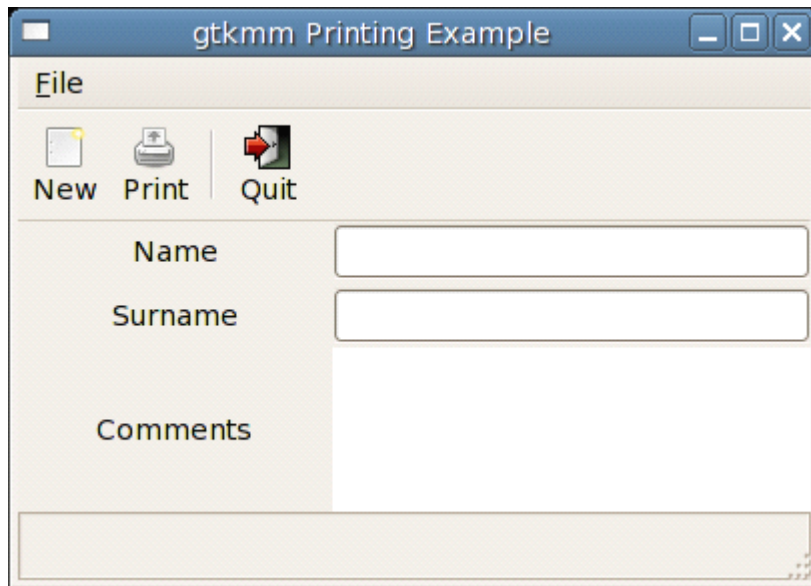 gtkmm Printing Example
File
New Print Quit
Name
Surname
Comments